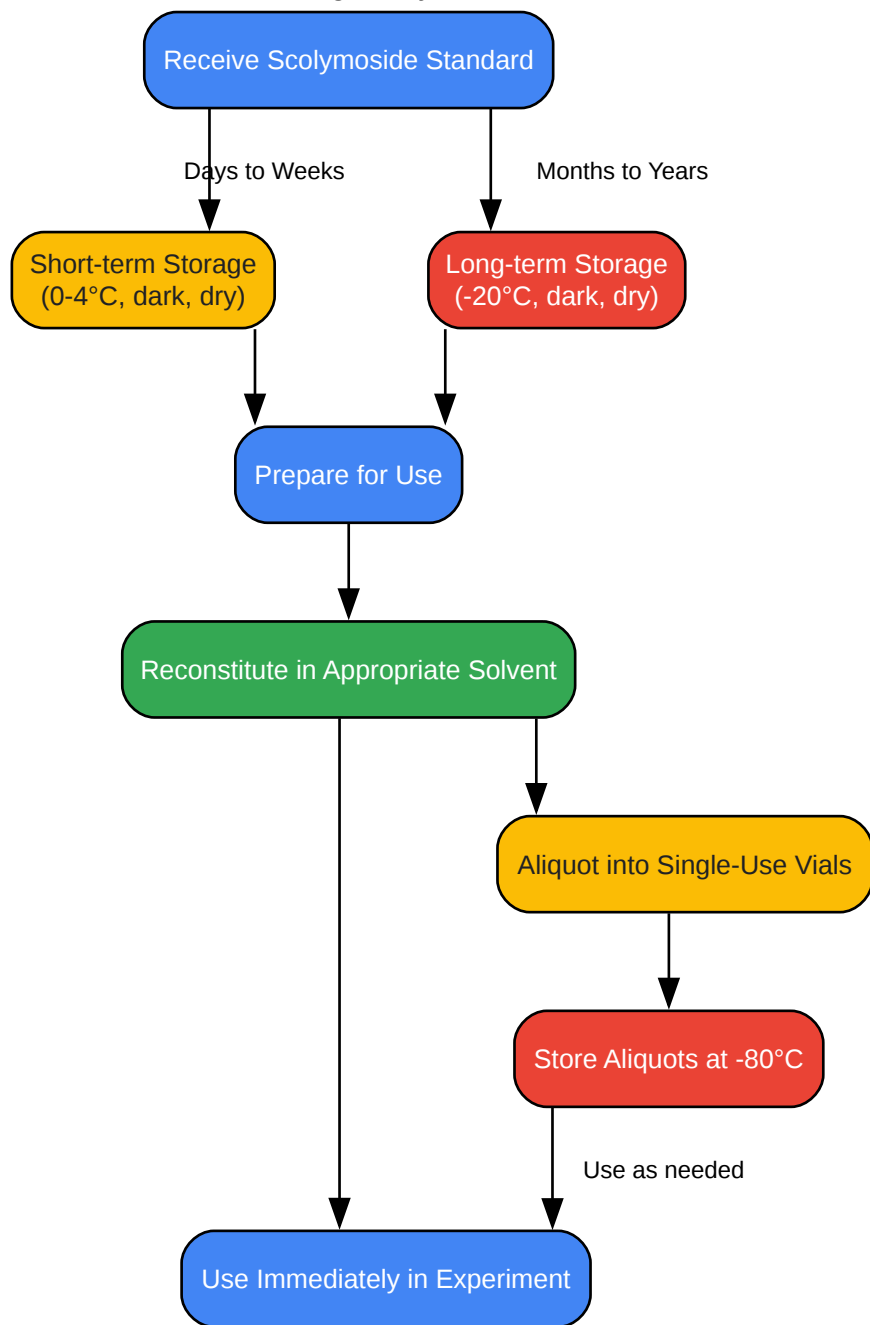 Receive Scolymoside Standard
Days to Weeks
Months to Years
Short-term Storage
(0-4°C, dark, dry)
Long-term Storage
(-20°C, dark, dry)
Prepare for Use
Reconstitute in Appropriate Solvent
Aliquot into Single-Use Vials
Store Aliquots at -80°C
Use as needed
Use Immediately in Experiment